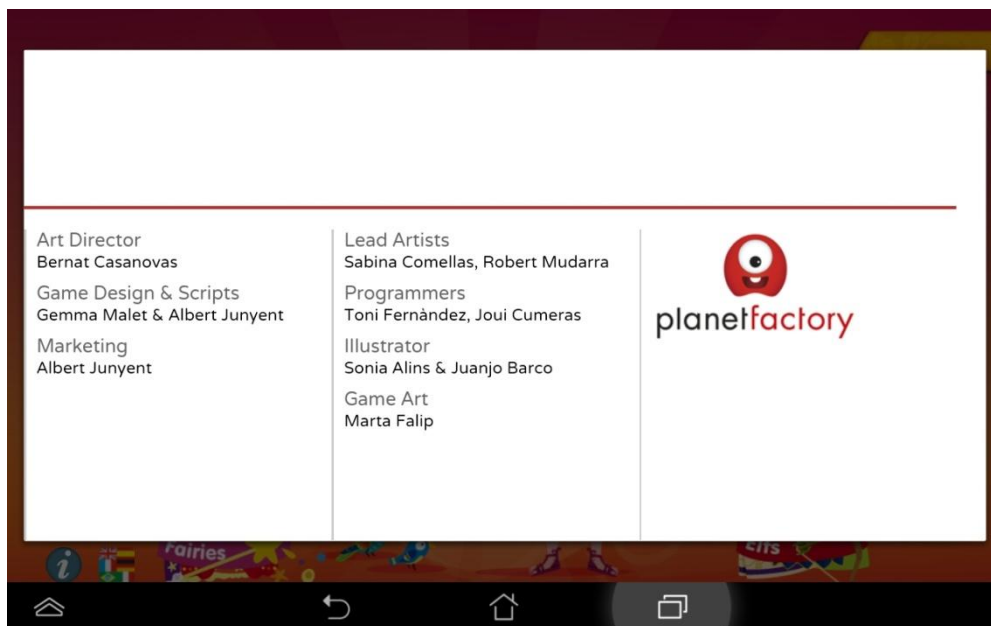 Art Director
Bernat Casanovas
Game Design & Scripts
Gemma Malet & Albert Junyent
Marketing
Albert Junyent
Lead Artists
Sabina Comellas, Robert Mudarra
Programmers
Toni Fernàndez, Joui Cumeras
Illustrator
Sonia Alins & Juanjo Barco
Game Art
Marta Falip
planetfactory
i
Fairies
Elfs